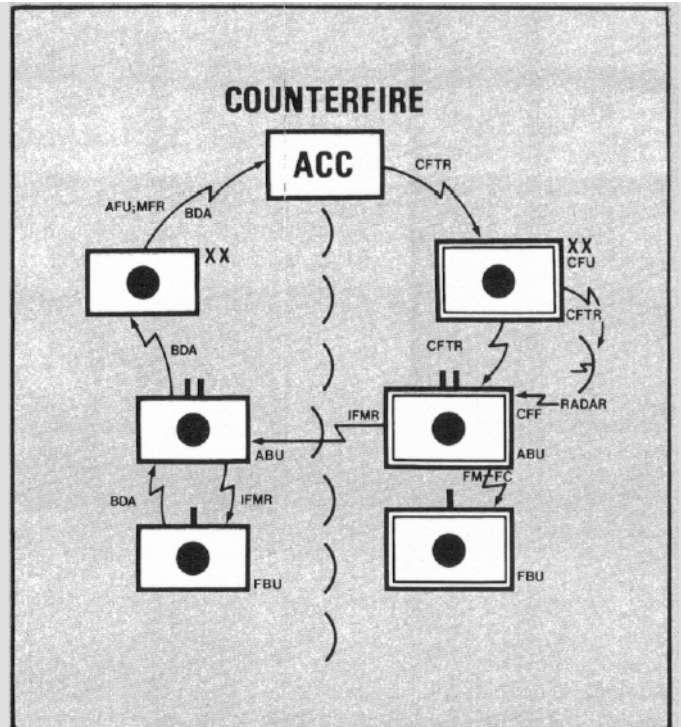 COUNTERFIRE
ACC
CFTR
AFU;MFR
BDA
XX
XX
CFU
CFTR
BDA
CFTR
RADAR
IFMR
CFF
ABU
ABU
FM-FC
BDA
IFMR
FBU
FBU